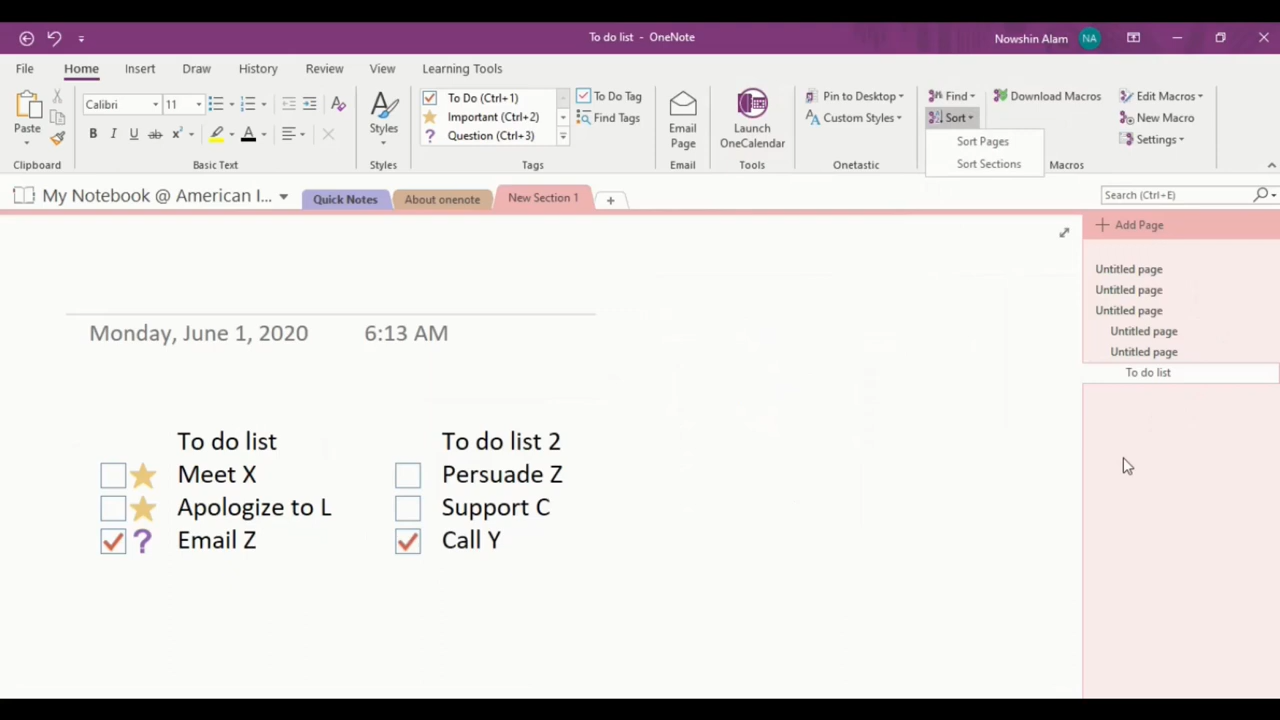 To do list - OneNote
Nowshin Alam NA
File Home Insert Draw History Review View Learning Tools
Paste
Clipboard
Calibri 11
B I U ab x²
A
Basic Text
Styles
Styles
To Do (Ctrl+1)
Important (Ctrl+2)
? Question (Ctrl+3)
To Do Tag
Find Tags
Tags
Email
Page
Email
Launch
OneCalendar
Tools
Pin to Desktop
Custom Styles
Onetastic
Find
Sort
Sort Pages
Sort Sections
Download Macros
Edit Macros
New Macro
Settings
Macros
My Notebook @ American I... Quick Notes About onenote New Section 1 +
Search (Ctrl+E)
Add Page
Untitled page
Untitled page
Untitled page
Untitled page
Untitled page
To do list
Monday, June 1, 2020 6:13 AM
To do list
Meet X
Apologize to L
? Email Z
To do list 2
Persuade Z
Support C
Call Y